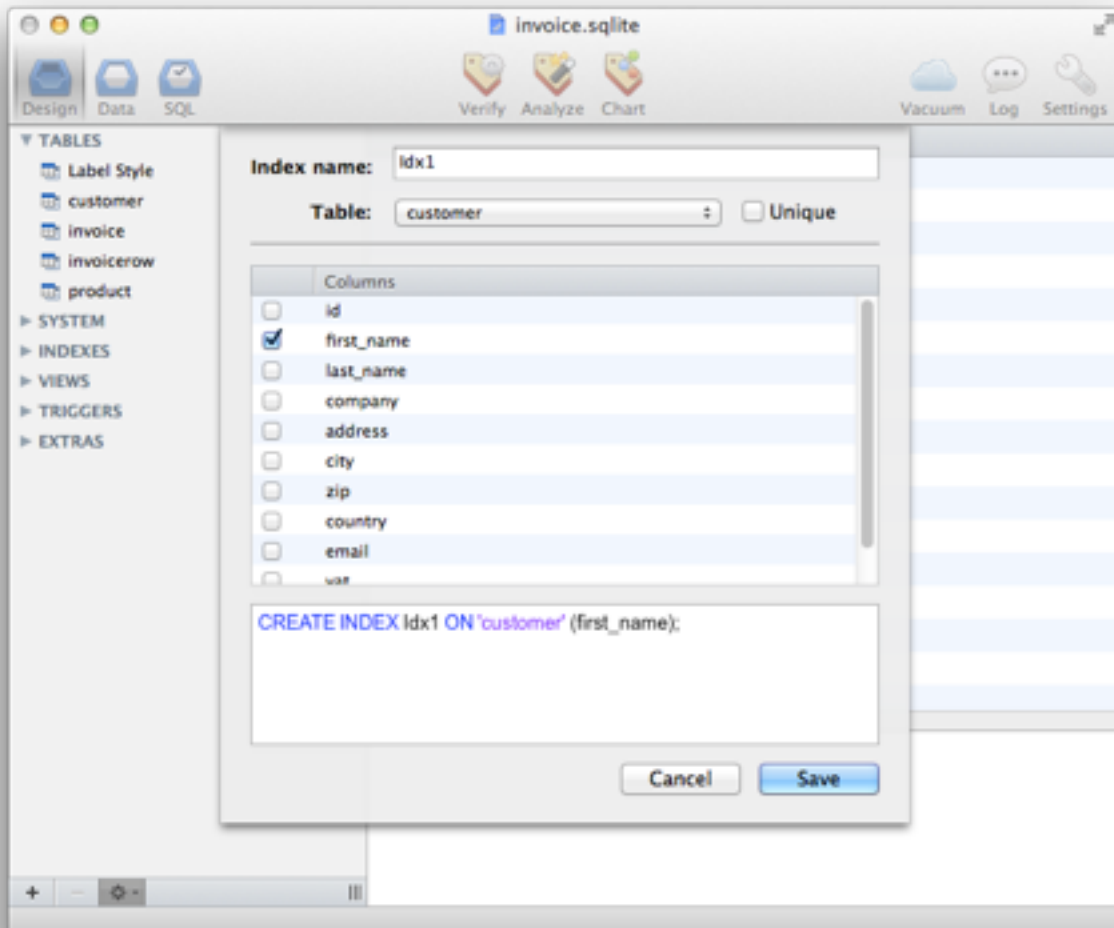 invoice.sqlite
Design Data SQL Verify Analyze Chart Vacuum Log Settings
TABLES
Label Style
customer
invoice
invoicerow
product
SYSTEM
INDEXES
VIEWS
TRIGGERS
EXTRAS
Index name: Idx1
Table: customer Unique
Columns
id
first_name
last_name
company
address
city
zip
country
email
vat
CREATE INDEX Idx1 ON 'customer' (first_name);
Cancel Save